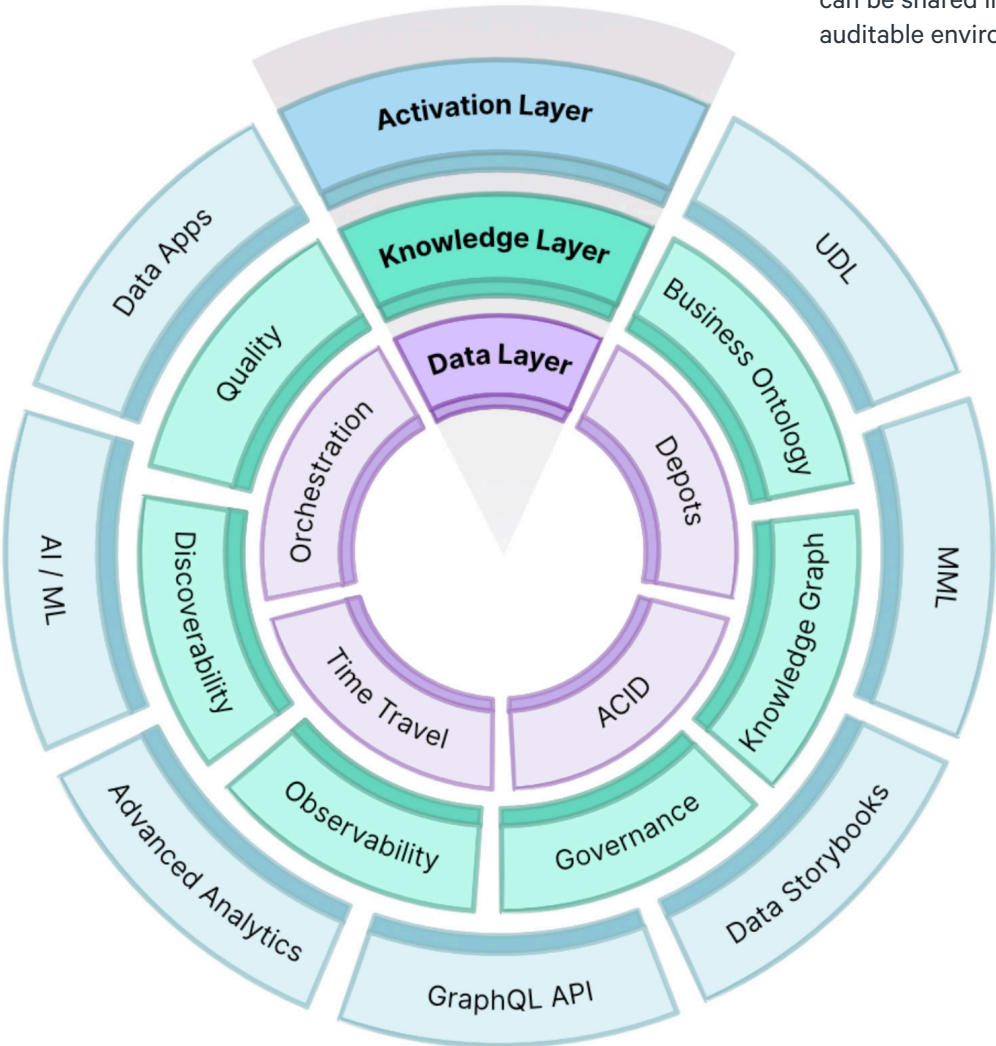 can be shared i
auditable enviro
Activation Layer
Knowledge Layer
Data Layer
UDL
MML
Data Storybooks
GraphQL API
Advanced Analytics
AI / ML
Data Apps
Business Ontology
Knowledge Graph
Governance
Observability
Discoverability
Quality
Depots
ACID
Time Travel
Orchestration